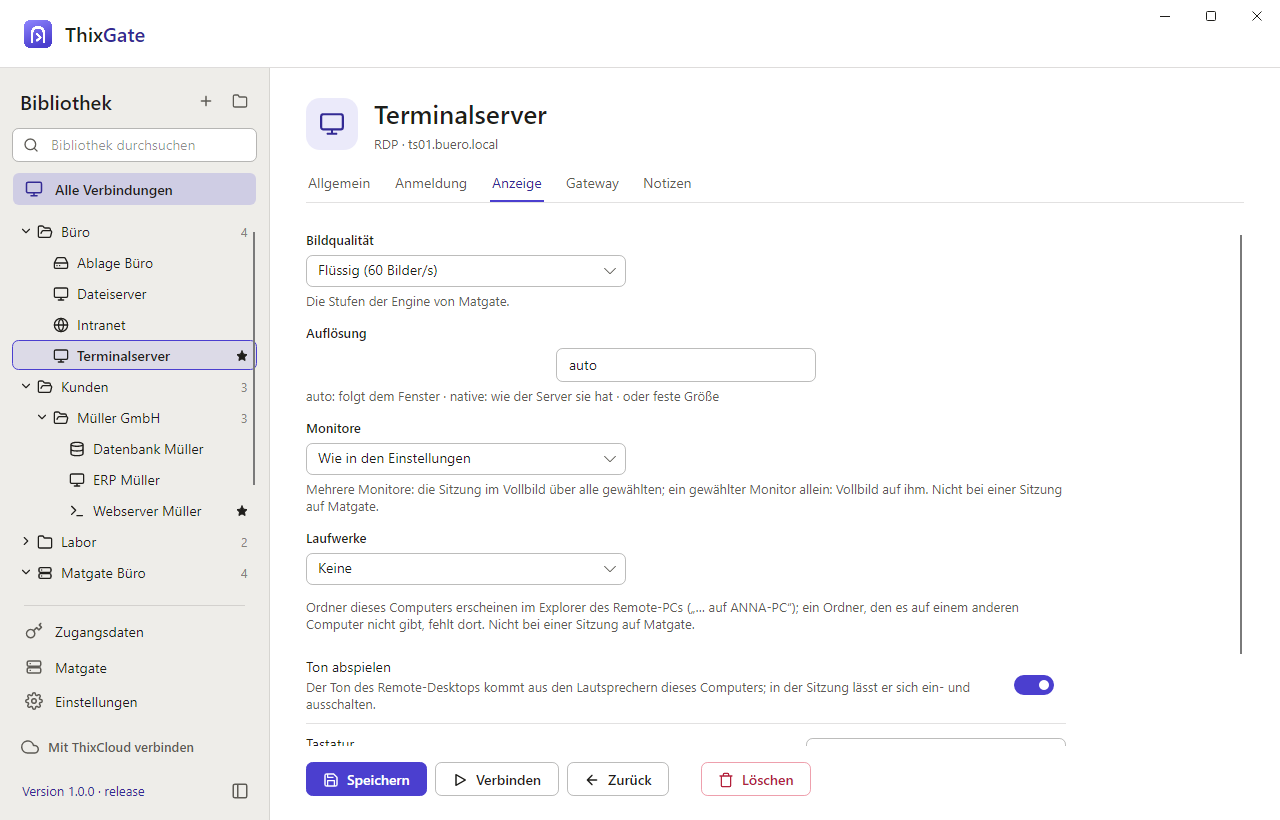 ThixGate
Bibliothek
Bibliothek durchsuchen
Alle Verbindungen
Büro 4
Ablage Büro
Dateiserver
Intranet
Terminalserver
Kunden 3
Müller GmbH 3
Datenbank Müller
ERP Müller
Webserver Müller
Labor 2
Matgate Büro 4
Zugangsdaten
Matgate
Einstellungen
Mit ThixCloud verbinden
Version 1.0.0 · release
Terminalserver
RDP · ts01.buero.local
Allgemein Anmeldung Anzeige Gateway Notizen
Bildqualität
Flüssig (60 Bilder/s)
Die Stufen der Engine von Matgate.
Auflösung
auto
auto: folgt dem Fenster · native: wie der Server sie hat · oder feste Größe
Monitore
Wie in den Einstellungen
Mehrere Monitore: die Sitzung im Vollbild über alle gewählten; ein gewählter Monitor allein: Vollbild auf ihm. Nicht bei einer Sitzung
auf Matgate.
Laufwerke
Keine
Ordner dieses Computers erscheinen im Explorer des Remote-PCs („… auf ANNA-PC“); ein Ordner, den es auf einem anderen
Computer nicht gibt, fehlt dort. Nicht bei einer Sitzung auf Matgate.
Ton abspielen
Der Ton des Remote-Desktops kommt aus den Lautsprechern dieses Computers; in der Sitzung lässt er sich ein- und
ausschalten.
Tastatur
Speichern Verbinden Zurück Löschen